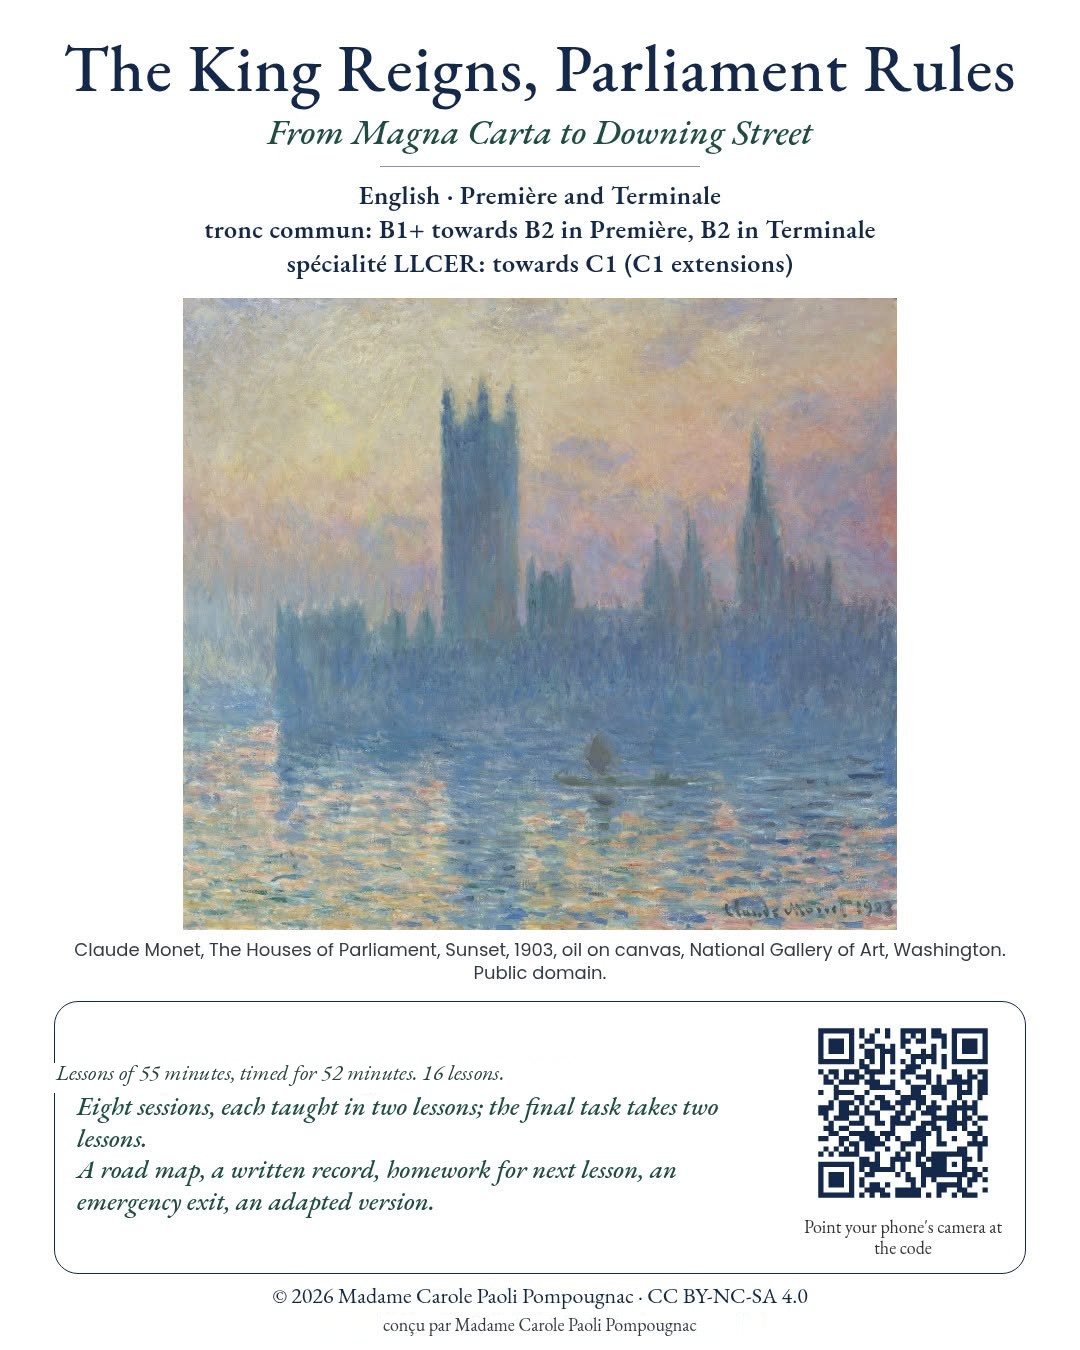 The King Reigns, Parliament Rules
From Magna Carta to Downing Street
English · Première and Terminale
tronc commun: B1+ towards B2 in Première, B2 in Terminale
spécialité LLCER: towards C1 (C1 extensions)
Claude Monet 1903
Claude Monet, The Houses of Parliament, Sunset, 1903, oil on canvas, National Gallery of Art, Washington.
Public domain.
Lessons of 55 minutes, timed for 52 minutes. 16 lessons.
Eight sessions, each taught in two lessons; the final task takes two
lessons.
A road map, a written record, homework for next lesson, an
emergency exit, an adapted version.
Point your phone's camera at
the code
© 2026 Madame Carole Paoli Pompougnac · CC BY-NC-SA 4.0
conçu par Madame Carole Paoli Pompougnac